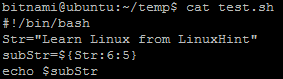 bitnami@ubuntu:~/temp$ cat test.sh
#!/bin/bash
Str="Learn Linux from LinuxHint"
subStr=${Str:6:5}
echo $subStr